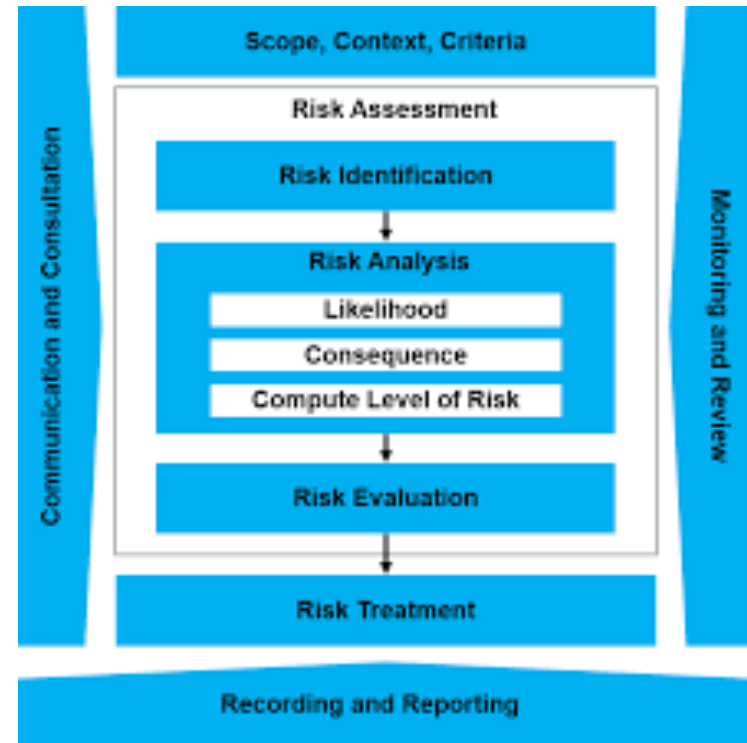 Scope, Context, Criteria
Communication and Consultation
Risk Assessment
Risk Identification
Risk Analysis
Likelihood
Consequence
Compute Level of Risk
Risk Evaluation
Risk Treatment
Monitoring and Review
Recording and Reporting